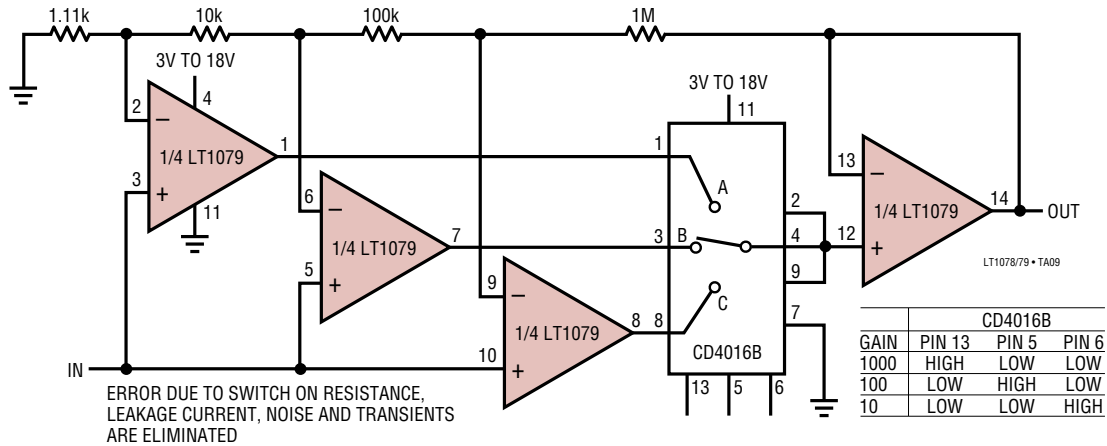 1.11k 10k 100k 1M
3V TO 18V
4
2
−
1/4 LT1079
1
3
+
11
6
−
1/4 LT1079
7
5
+
9
−
1/4 LT1079
8
10
+
IN
3V TO 18V
11
1
A
3
B
8
C
2
4
9
7
CD4016B
13 5 6
13
−
1/4 LT1079
14
OUT
12
+
LT1078/79 • TA09
CD4016B
GAIN PIN 13 PIN 5 PIN 6
1000 HIGH LOW LOW
100 LOW HIGH LOW
10 LOW LOW HIGH
ERROR DUE TO SWITCH ON RESISTANCE,
LEAKAGE CURRENT, NOISE AND TRANSIENTS
ARE ELIMINATED